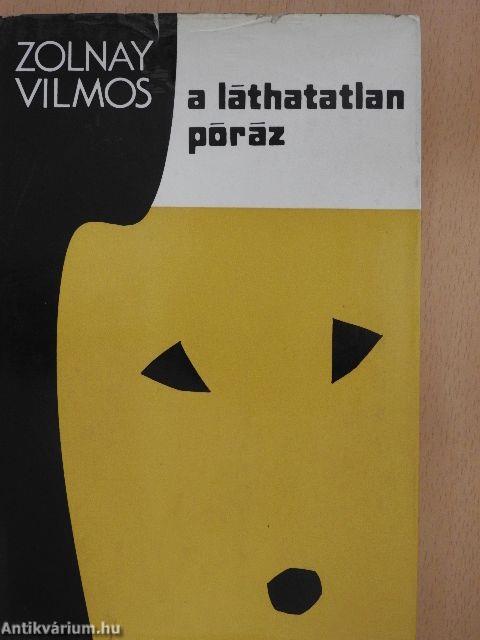 ZOLNAY
VILMOS
a láthatatlan
póráz
Antikvárium.hu